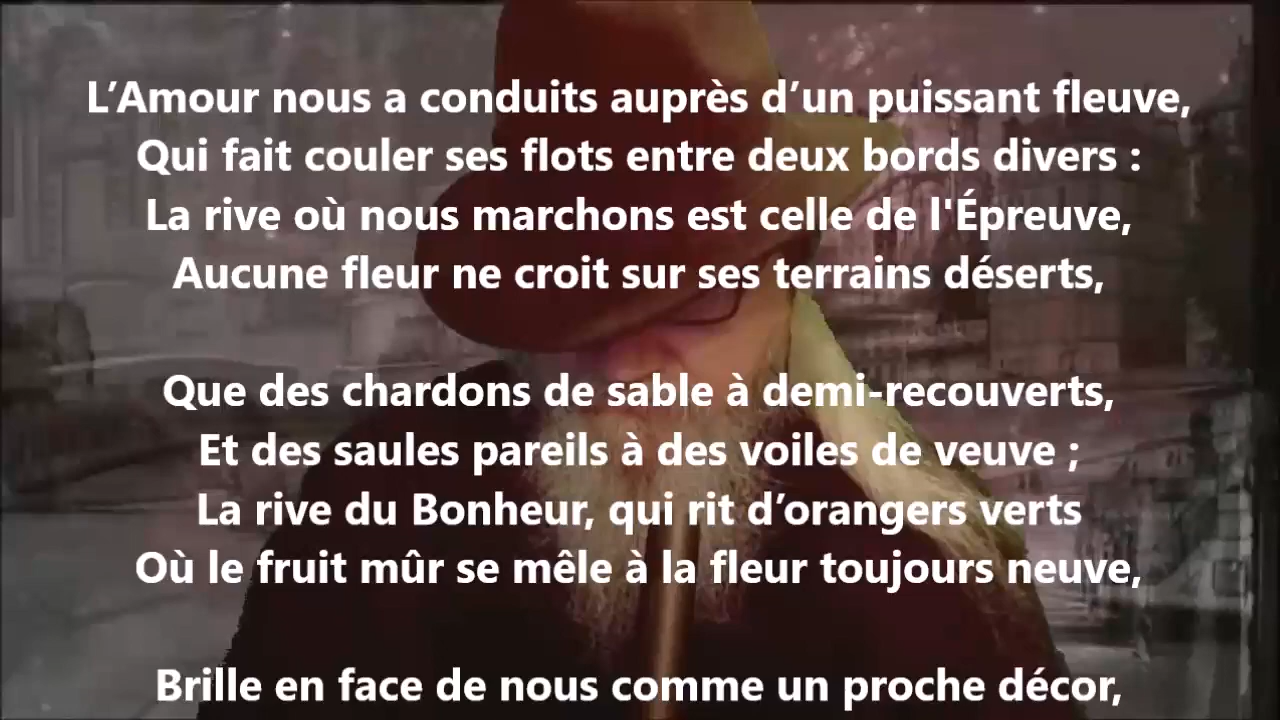 L’Amour nous a conduits auprès d’un puissant fleuve,
Qui fait couler ses flots entre deux bords divers :
La rive où nous marchons est celle de l'Épreuve,
Aucune fleur ne croit sur ses terrains déserts,
Que des chardons de sable à demi-recouverts,
Et des saules pareils à des voiles de veuve ;
La rive du Bonheur, qui rit d’orangers verts
Où le fruit mûr se mêle à la fleur toujours neuve,
Brille en face de nous comme un proche décor,